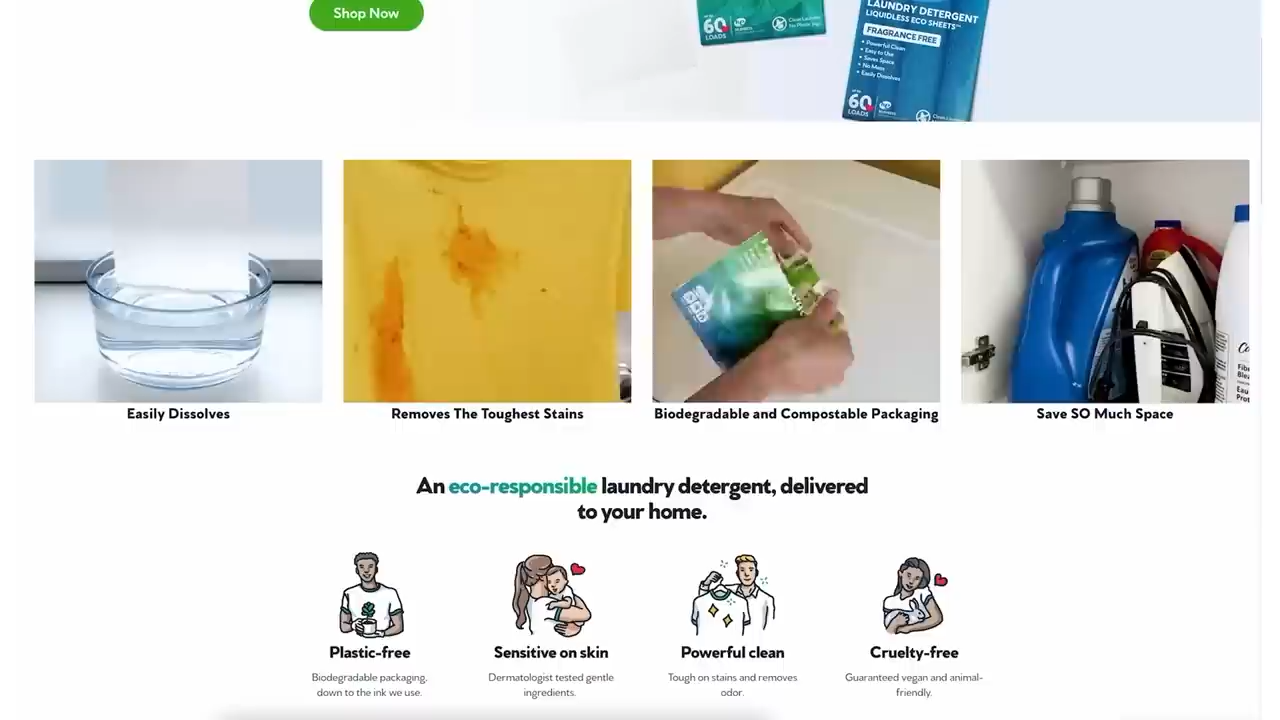 Shop Now
60
LOADS
LAUNDRY DETERGENT
LIQUIDLESS ECO SHEETS
FRAGRANCE FREE
• Powerful Clean
• Easy to Use
• Saves Space
• No Mess
• Easily Dissolves
60
LOADS
Easily Dissolves
Removes The Toughest Stains
Biodegradable and Compostable Packaging
Save SO Much Space
An eco-responsible laundry detergent, delivered
to your home.
Plastic-free
Sensitive on skin
Powerful clean
Cruelty-free
Biodegradable packaging,
down to the ink we use.
Dermatologist tested gentle
ingredients.
Tough on stains and removes
odor.
Guaranteed vegan and animal-
friendly.